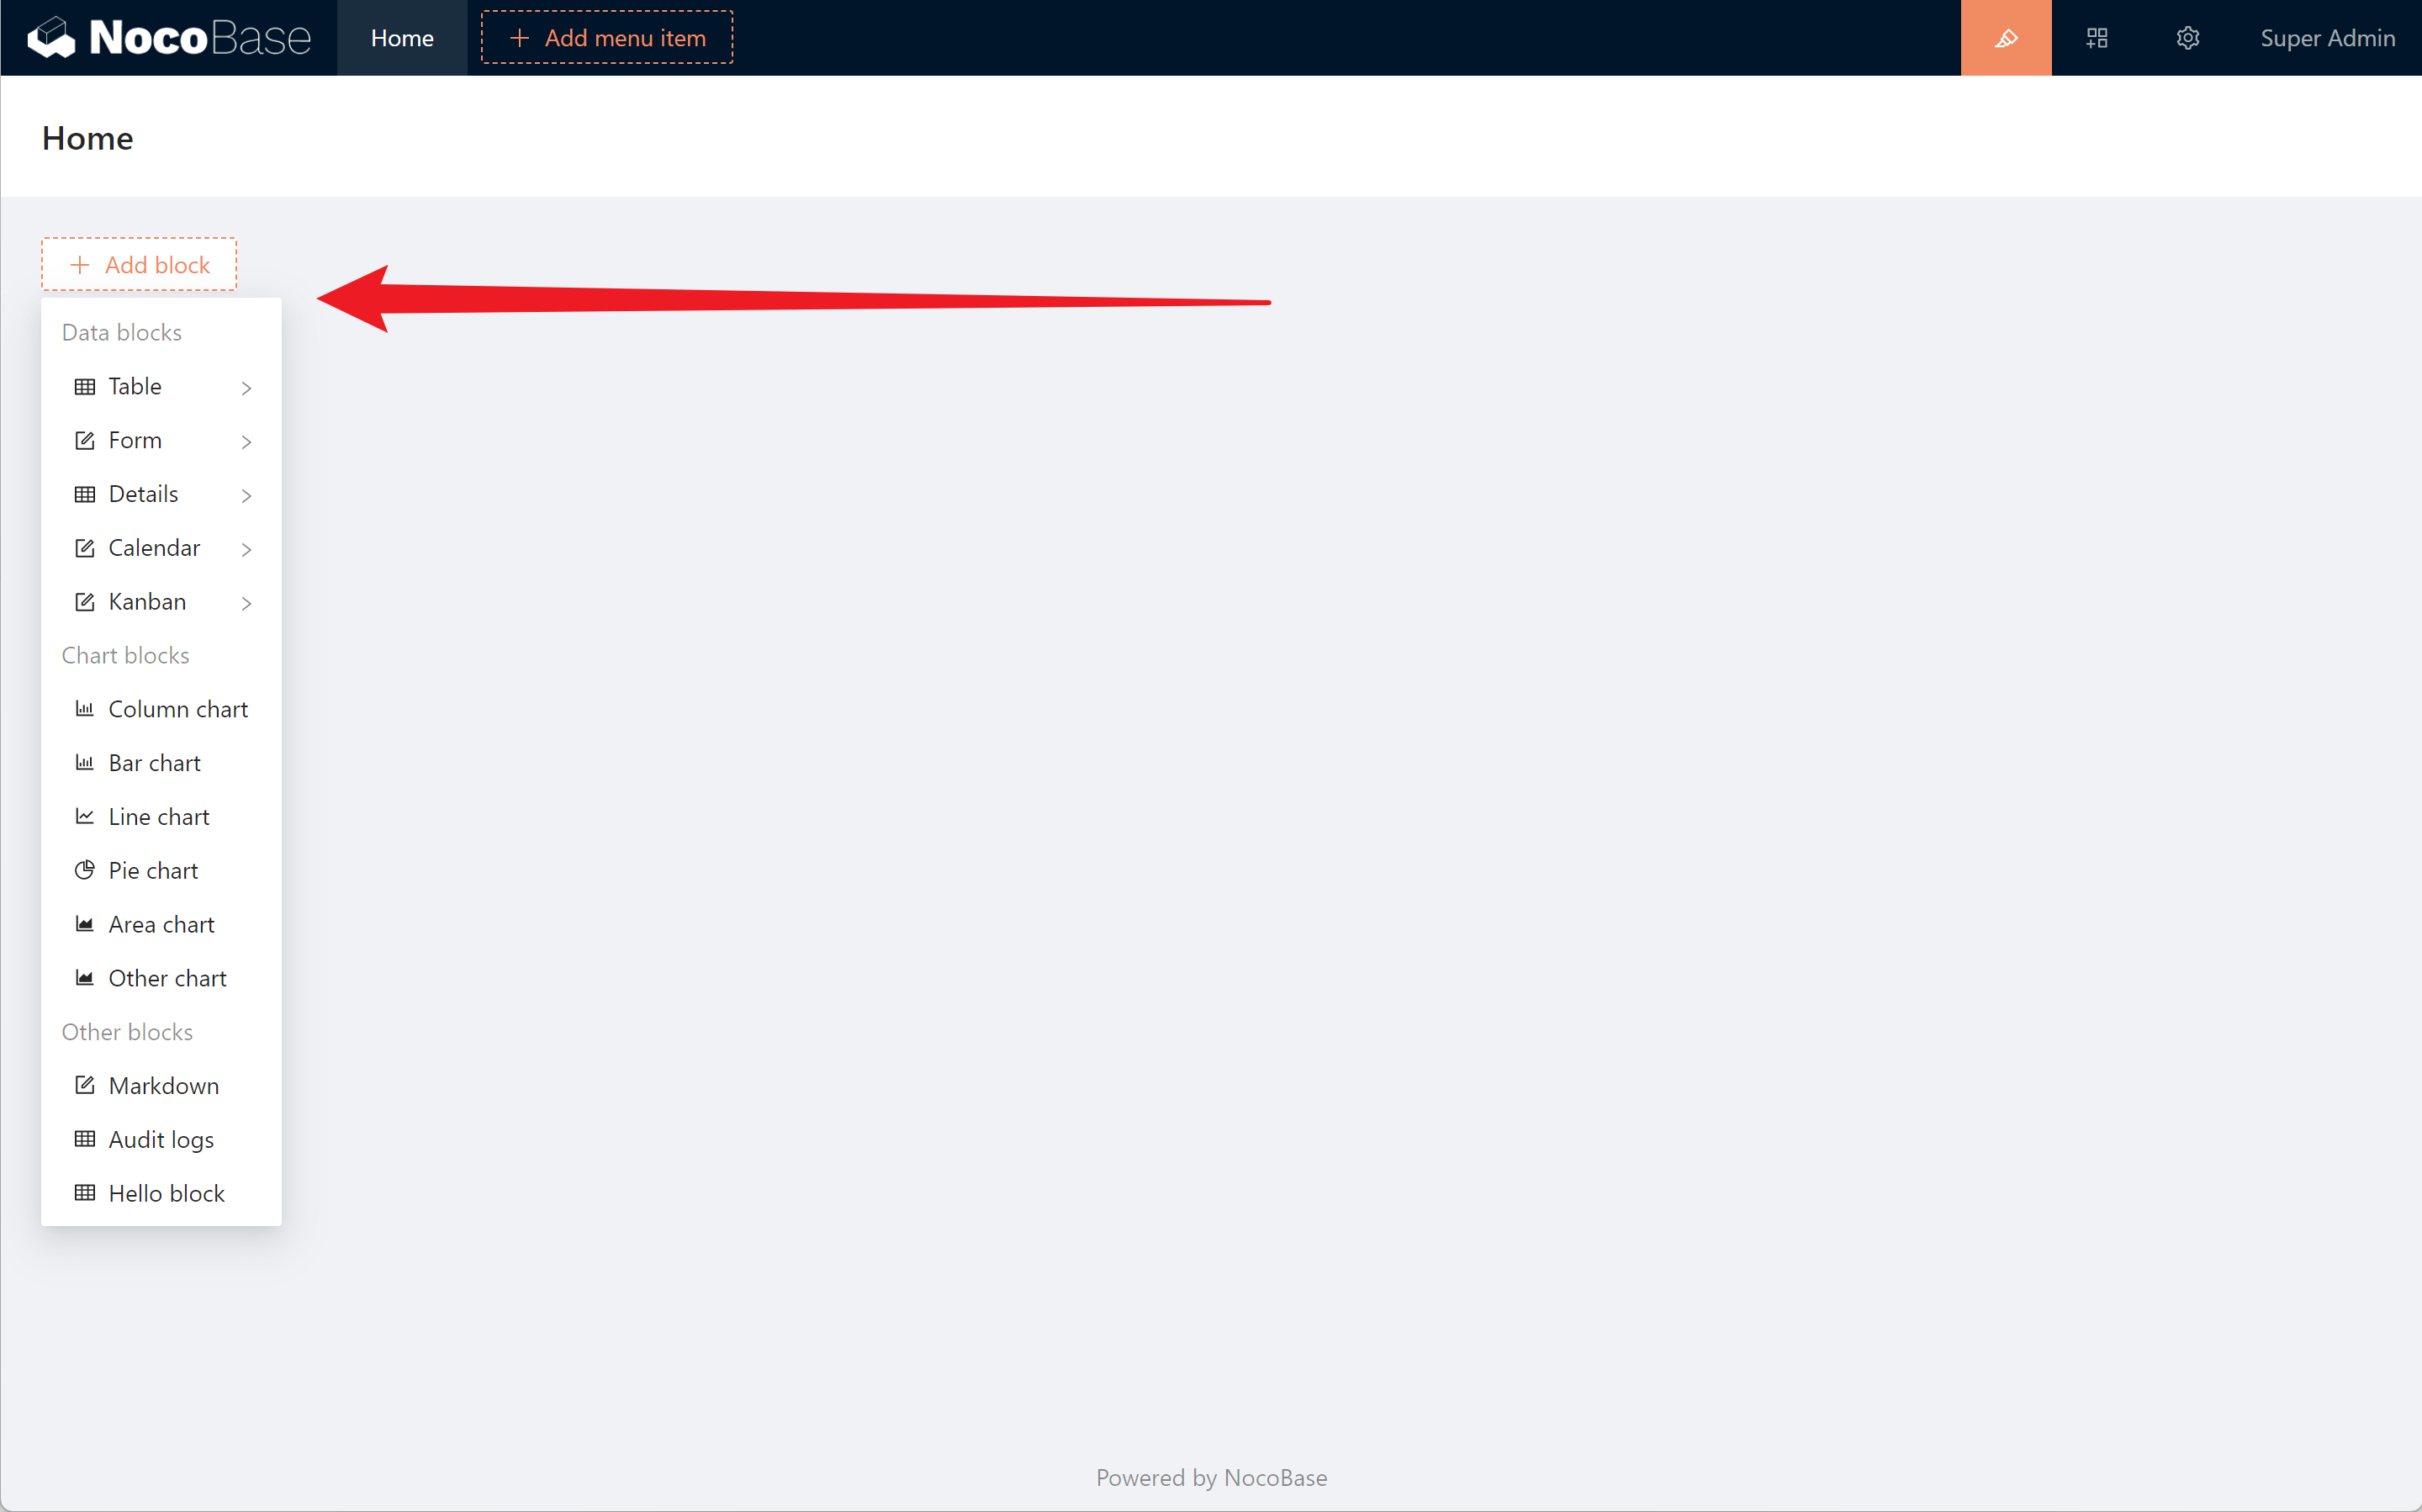 NocoBase Home + Add menu item Super Admin
Home
+ Add block
Data blocks
Table
Form
Details
Calendar
Kanban
Chart blocks
Column chart
Bar chart
Line chart
Pie chart
Area chart
Other chart
Other blocks
Markdown
Audit logs
Hello block
Powered by NocoBase